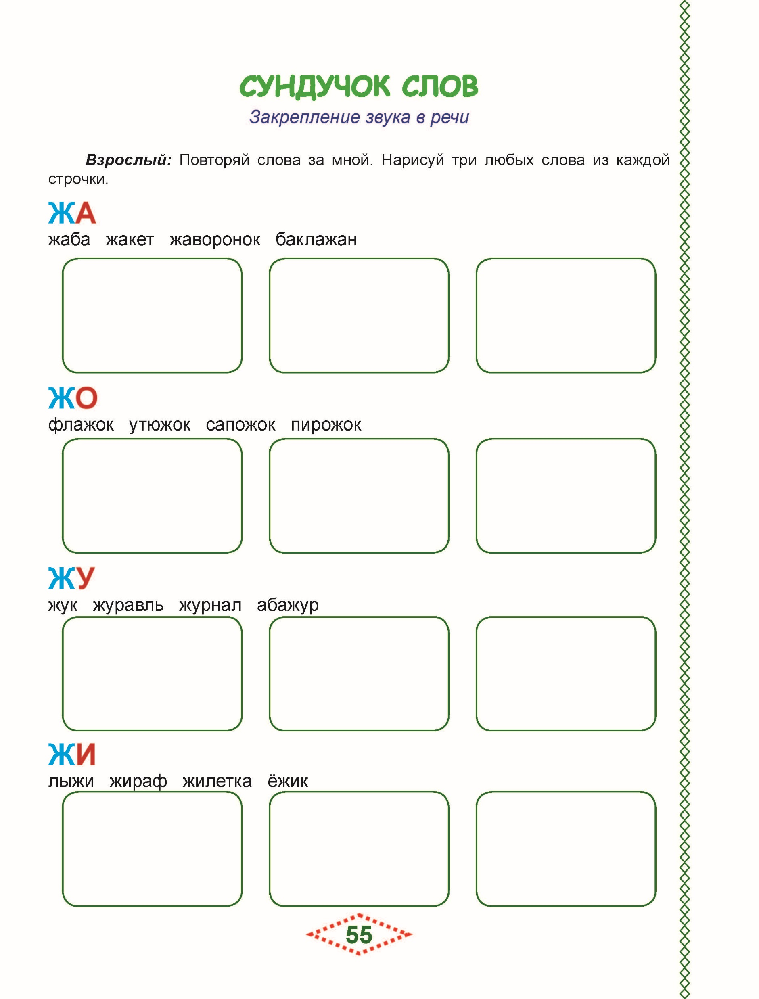 СУНДУЧОК СЛОВ
Закрепление звука в речи
Взрослый: Повторяй слова за мной. Нарисуй три любых слова из каждой
строчки.
ЖА
жаба жакет жаворонок баклажан
ЖО
флажок утюжок сапожок пирожок
ЖУ
жук журавль журнал абажур
ЖИ
лыжи жираф жилетка ёжик
55